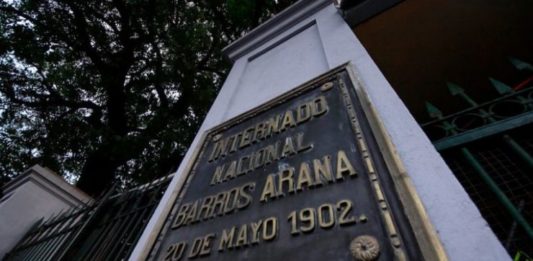 INTERNADO
NACIONAL
BARROS ARANA
20 DE MAYO 1902.